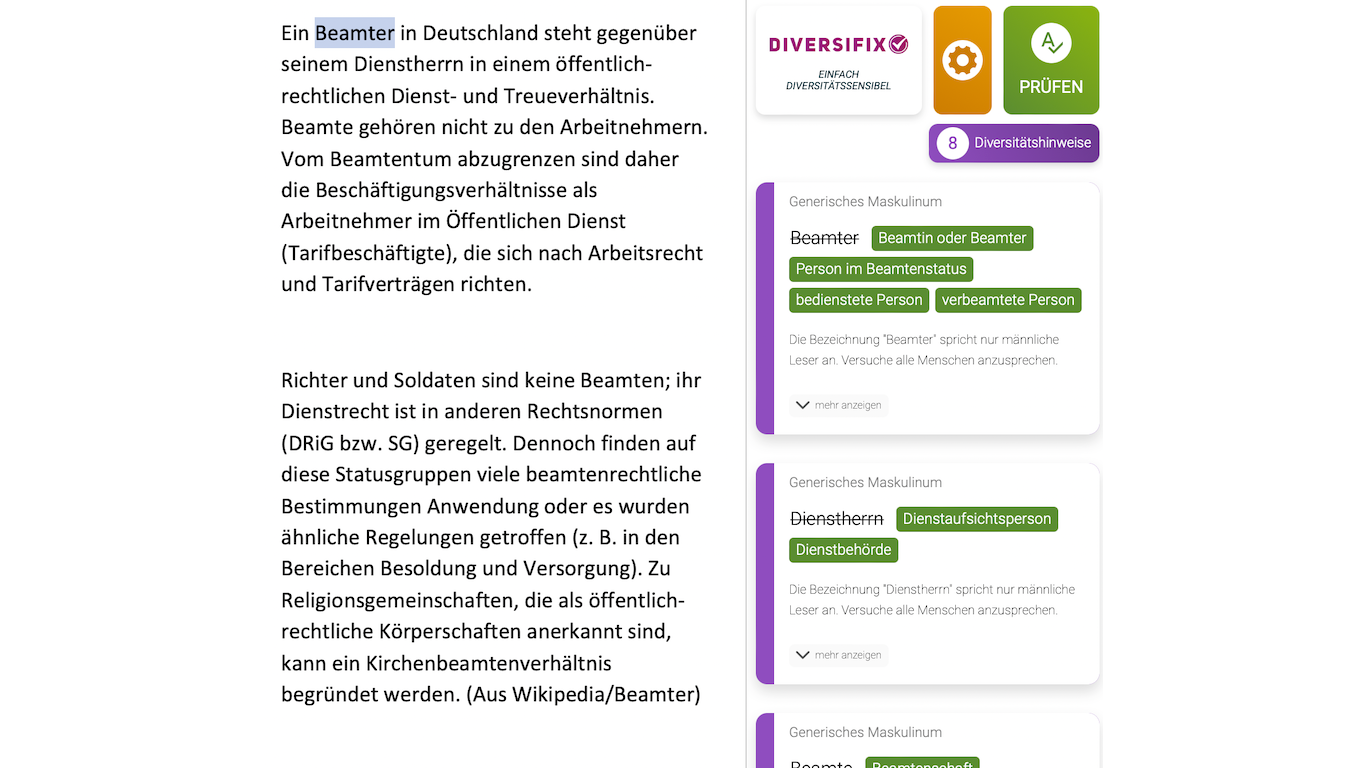 Ein Beamter in Deutschland steht gegenüber
seinem Dienstherrn in einem öffentlich-
rechtlichen Dienst- und Treueverhältnis.
Beamte gehören nicht zu den Arbeitnehmern.
Vom Beamtentum abzugrenzen sind daher
die Beschäftigungsverhältnisse als
Arbeitnehmer im Öffentlichen Dienst
(Tarifbeschäftigte), die sich nach Arbeitsrecht
und Tarifverträgen richten.
Richter und Soldaten sind keine Beamten; ihr
Dienstrecht ist in anderen Rechtsnormen
(DRiG bzw. SG) geregelt. Dennoch finden auf
diese Statusgruppen viele beamtenrechtliche
Bestimmungen Anwendung oder es wurden
ähnliche Regelungen getroffen (z. B. in den
Bereichen Besoldung und Versorgung). Zu
Religionsgemeinschaften, die als öffentlich-
rechtliche Körperschaften anerkannt sind,
kann ein Kirchenbeamtenverhältnis
begründet werden. (Aus Wikipedia/Beamter)
DIVERSIFIX
EINFACH
DIVERSITÄTSSENSIBEL
A
PRÜFEN
8 Diversitätshinweise
Generisches Maskulinum
Beamter Beamtin oder Beamter
Person im Beamtenstatus
bedienstete Person verbeamtete Person
Die Bezeichnung "Beamter" spricht nur männliche
Leser an. Versuche alle Menschen anzusprechen.
mehr anzeigen
Generisches Maskulinum
Dienstherrn Dienstaufsichtsperson
Dienstbehörde
Die Bezeichnung "Dienstherrn" spricht nur männliche
Leser an. Versuche alle Menschen anzusprechen.
mehr anzeigen
Generisches Maskulinum
Beamte Beamtenschaft